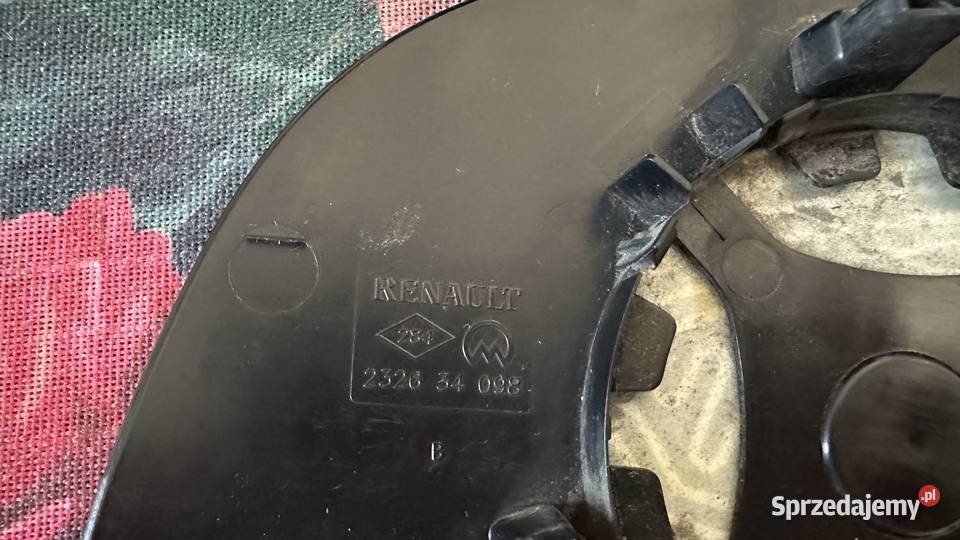 RENAULT
284
2326 34 098
B
Sprzedajemy.pl